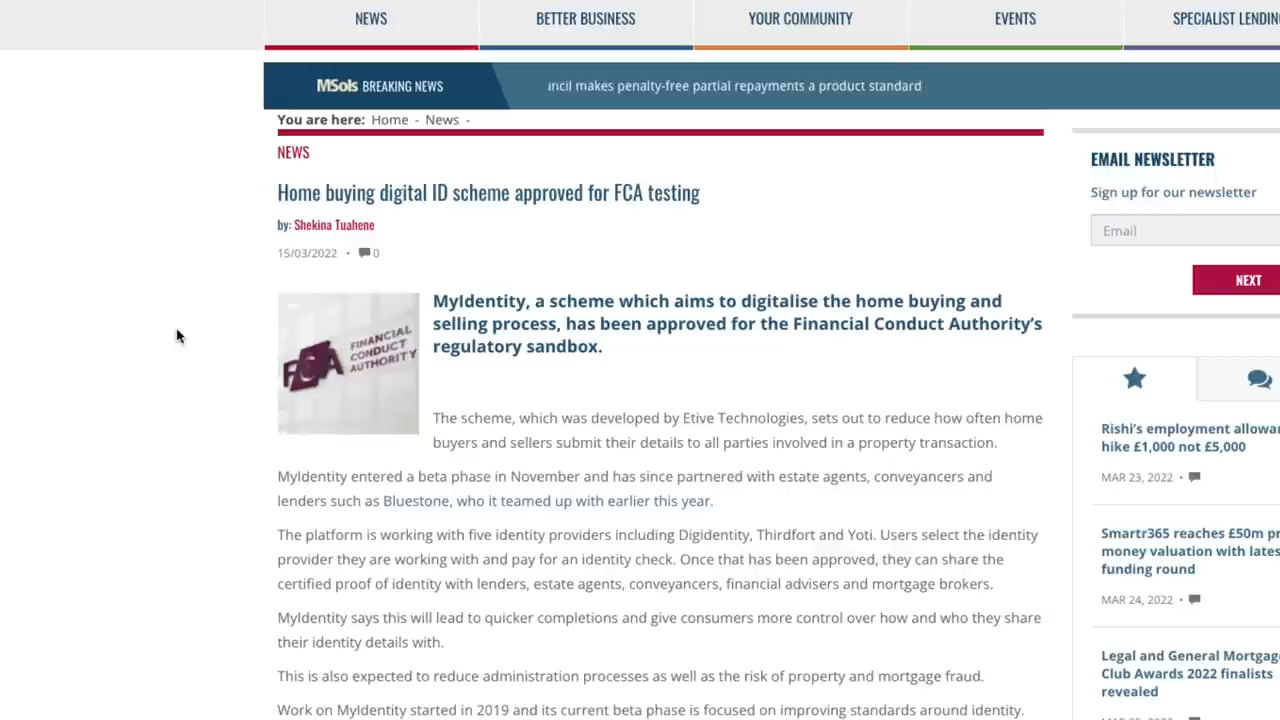 NEWS
BETTER BUSINESS
YOUR COMMUNITY
EVENTS
SPECIALIST
MSols BREAKING NEWS
makes penalty-free partial repayments a product standard
You are here: Home - News -
NEWS
Home buying digital ID scheme approved for FCA testing
by: Shekina Tuahene
15/03/2022 • 0
FCA FINANCIAL
CONDUCT
AUTHORITY
MyIdentity, a scheme which aims to digitalise the home buying and
selling process, has been approved for the Financial Conduct Authority's
regulatory sandbox.
The scheme, which was developed by Etive Technologies, sets out to reduce how often home
buyers and sellers submit their details to all parties involved in a property transaction.
MyIdentity entered a beta phase in November and has since partnered with estate agents, conveyancers and
lenders such as Bluestone, who it teamed up with earlier this year.
The platform is working with five identity providers including Digidentity, Thirdfort and Yoti. Users select the identity
provider they are working with and pay for an identity check. Once that has been approved, they can share the
certified proof of identity with lenders, estate agents, conveyancers, financial advisers and mortgage brokers.
MyIdentity says this will lead to quicker completions and give consumers more control over how and who they share
their identity details with.
This is also expected to reduce administration processes as well as the risk of property and mortgage fraud.
Work on MyIdentity started in 2019 and its current beta phase is focused on improving standards around identity.
EMAIL NEWSLETTER
Sign up for our newsletter
Email
NEXT
Rishi's employment
hike £1,000 not £5,000
MAR 23, 2022 •
Smartr365 reaches £50m
money valuation with
funding round
MAR 24, 2022 •
Legal and General
Club Awards 2022 finalists
revealed